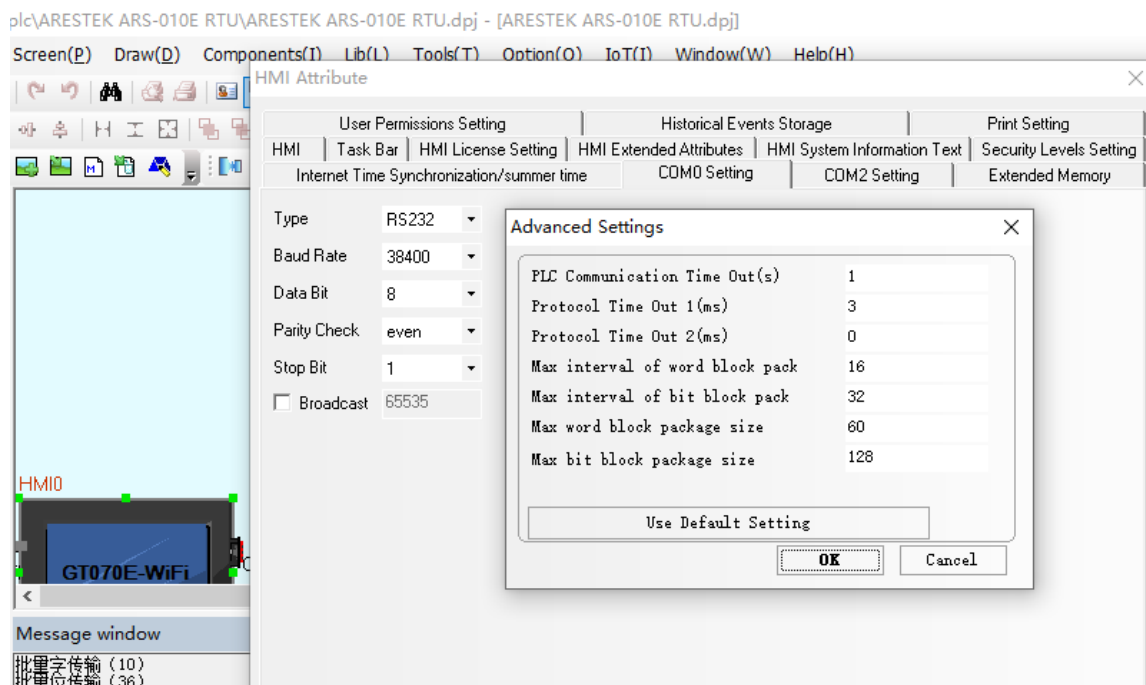 plc\ARESTEK ARS-010E RTU\ARESTEK ARS-010E RTU.dpj - [ARESTEK ARS-010E RTU.dpj]
Screen(P) Draw(D) Components(I) Lib(L) Tools(T) Option(O) IoT(I) Window(W) Help(H)
HMI Attribute
User Permissions Setting Historical Events Storage Print Setting
HMI Task Bar HMI License Setting HMI Extended Attributes HMI System Information Text Security Levels Setting
Internet Time Synchronization/summer time COM0 Setting COM2 Setting Extended Memory
Type RS232
Baud Rate 38400
Data Bit 8
Parity Check even
Stop Bit 1
Broadcast 65535
Advanced Settings
PLC Communication Time Out(s) 1
Protocol Time Out 1(ms) 3
Protocol Time Out 2(ms) 0
Max interval of word block pack 16
Max interval of bit block pack 32
Max word block package size 60
Max bit block package size 128
Use Default Setting
OK Cancel
HMI0
GT070E-WiFi
Message window
批量字传输 (10)
批量位传输 (36)